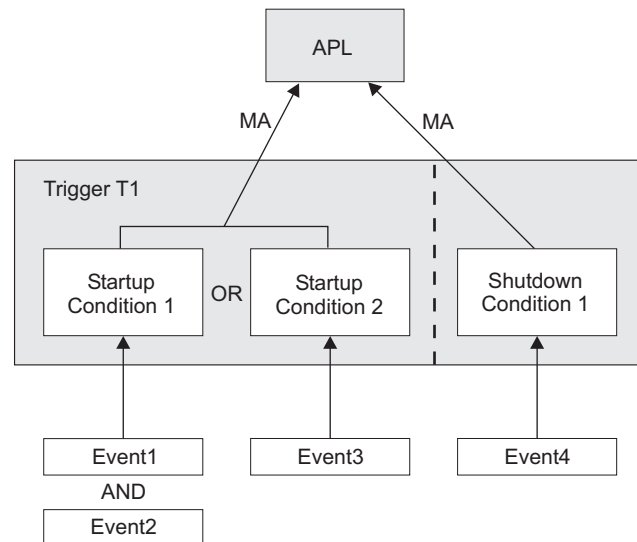 APL
MA
MA
Trigger T1
Startup
Condition 1
OR
Startup
Condition 2
Shutdown
Condition 1
Event1
AND
Event2
Event3
Event4